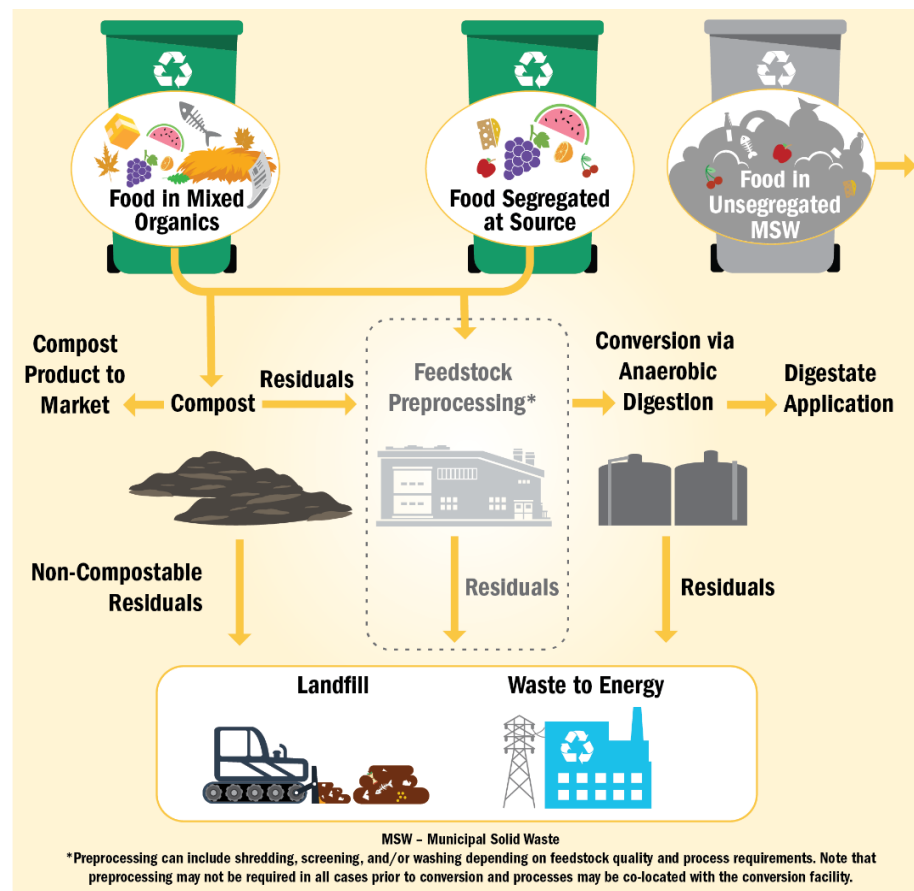 Food in Mixed
Organics
Food Segregated
at Source
Food in
Unsegregated
MSW
Compost
Product to
Market
Compost
Residuals
Feedstock
Preprocessing*
Conversion via
Anaerobic
Digestion
Digestate
Application
Non-Compostable
Residuals
Residuals
Residuals
Landfill
Waste to Energy
MSW – Municipal Solid Waste
*Preprocessing can include shredding, screening, and/or washing depending on feedstock quality and process requirements. Note that
preprocessing may not be required in all cases prior to conversion and processes may be co-located with the conversion facility.